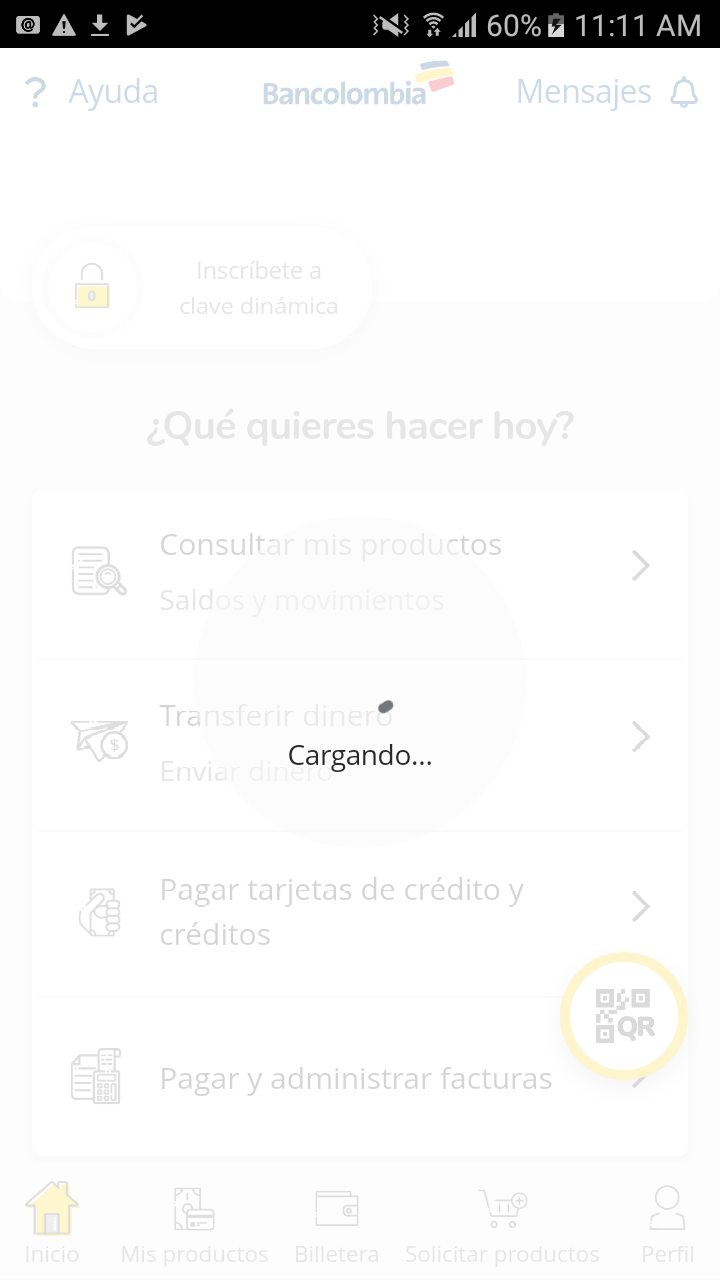 60% 11:11 AM
? Ayuda Bancolombia Mensajes
Inscríbete a
clave dinámica
¿Qué quieres hacer hoy?
Consultar mis productos
Saldos y movimientos
Transferir dinero
Cargando...
Enviar dinero
Pagar tarjetas de crédito y
créditos
QR
Pagar y administrar facturas
Inicio Mis productos Billetera Solicitar productos Perfil